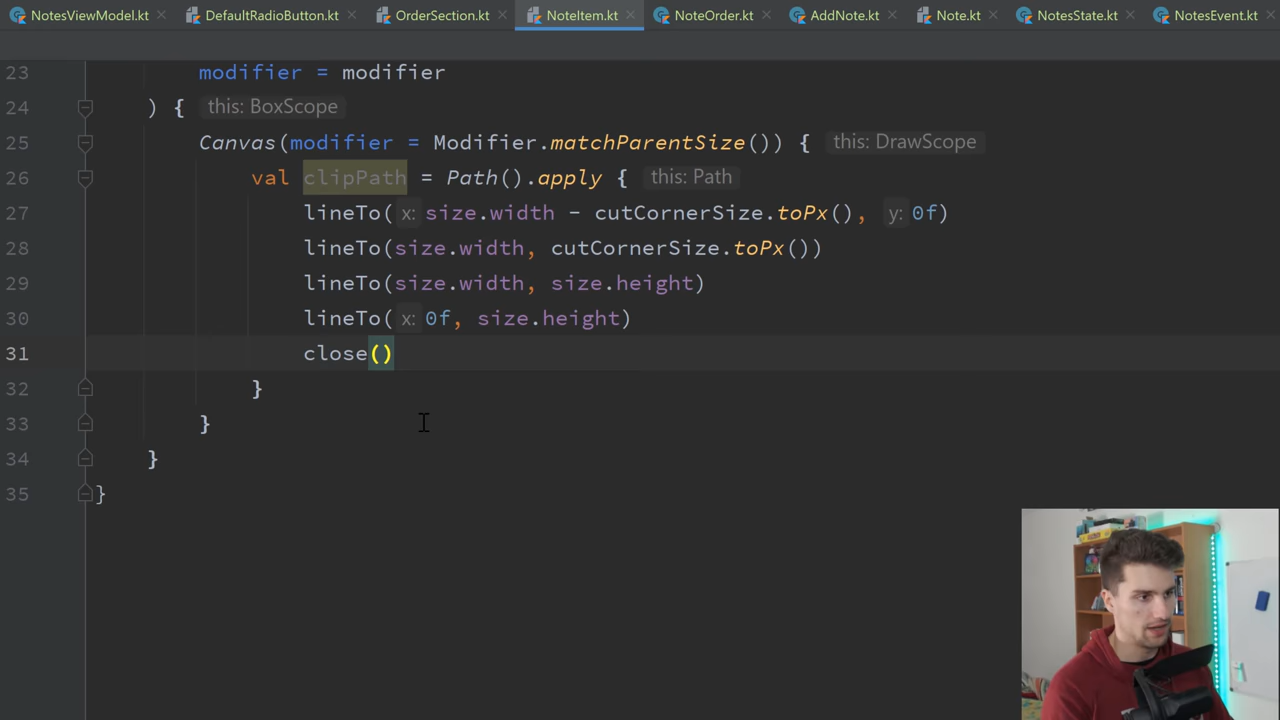 NotesViewModel.kt DefaultRadioButton.kt OrderSection.kt NoteItem.kt NoteOrder.kt AddNote.kt Note.kt NotesState.kt NotesEvent.kt
23 modifier = modifier
24 ) { this: BoxScope
25 Canvas(modifier = Modifier.matchParentSize()) { this: DrawScope
26 val clipPath = Path().apply { this: Path
27 lineTo( x: size.width - cutCornerSize.toPx(), y: 0f)
28 lineTo(size.width, cutCornerSize.toPx())
29 lineTo(size.width, size.height)
30 lineTo( x: 0f, size.height)
31 close()
32 }
33 }
34 }
35 }